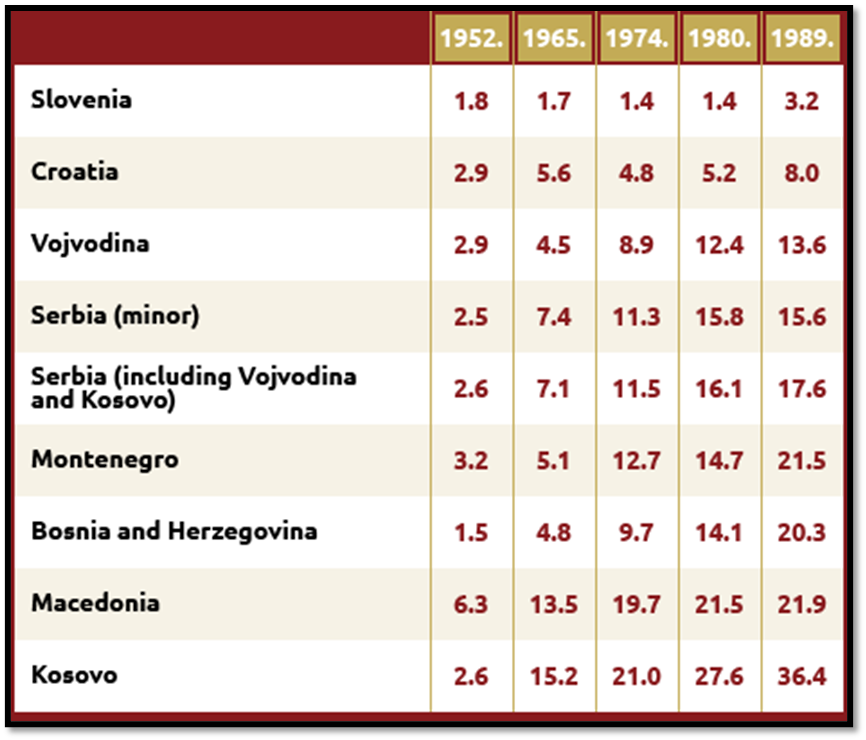 1952. 1965. 1974. 1980. 1989.
Slovenia 1.8 1.7 1.4 1.4 3.2
Croatia 2.9 5.6 4.8 5.2 8.0
Vojvodina 2.9 4.5 8.9 12.4 13.6
Serbia (minor) 2.5 7.4 11.3 15.8 15.6
Serbia (including Vojvodina
and Kosovo) 2.6 7.1 11.5 16.1 17.6
Montenegro 3.2 5.1 12.7 14.7 21.5
Bosnia and Herzegovina 1.5 4.8 9.7 14.1 20.3
Macedonia 6.3 13.5 19.7 21.5 21.9
Kosovo 2.6 15.2 21.0 27.6 36.4